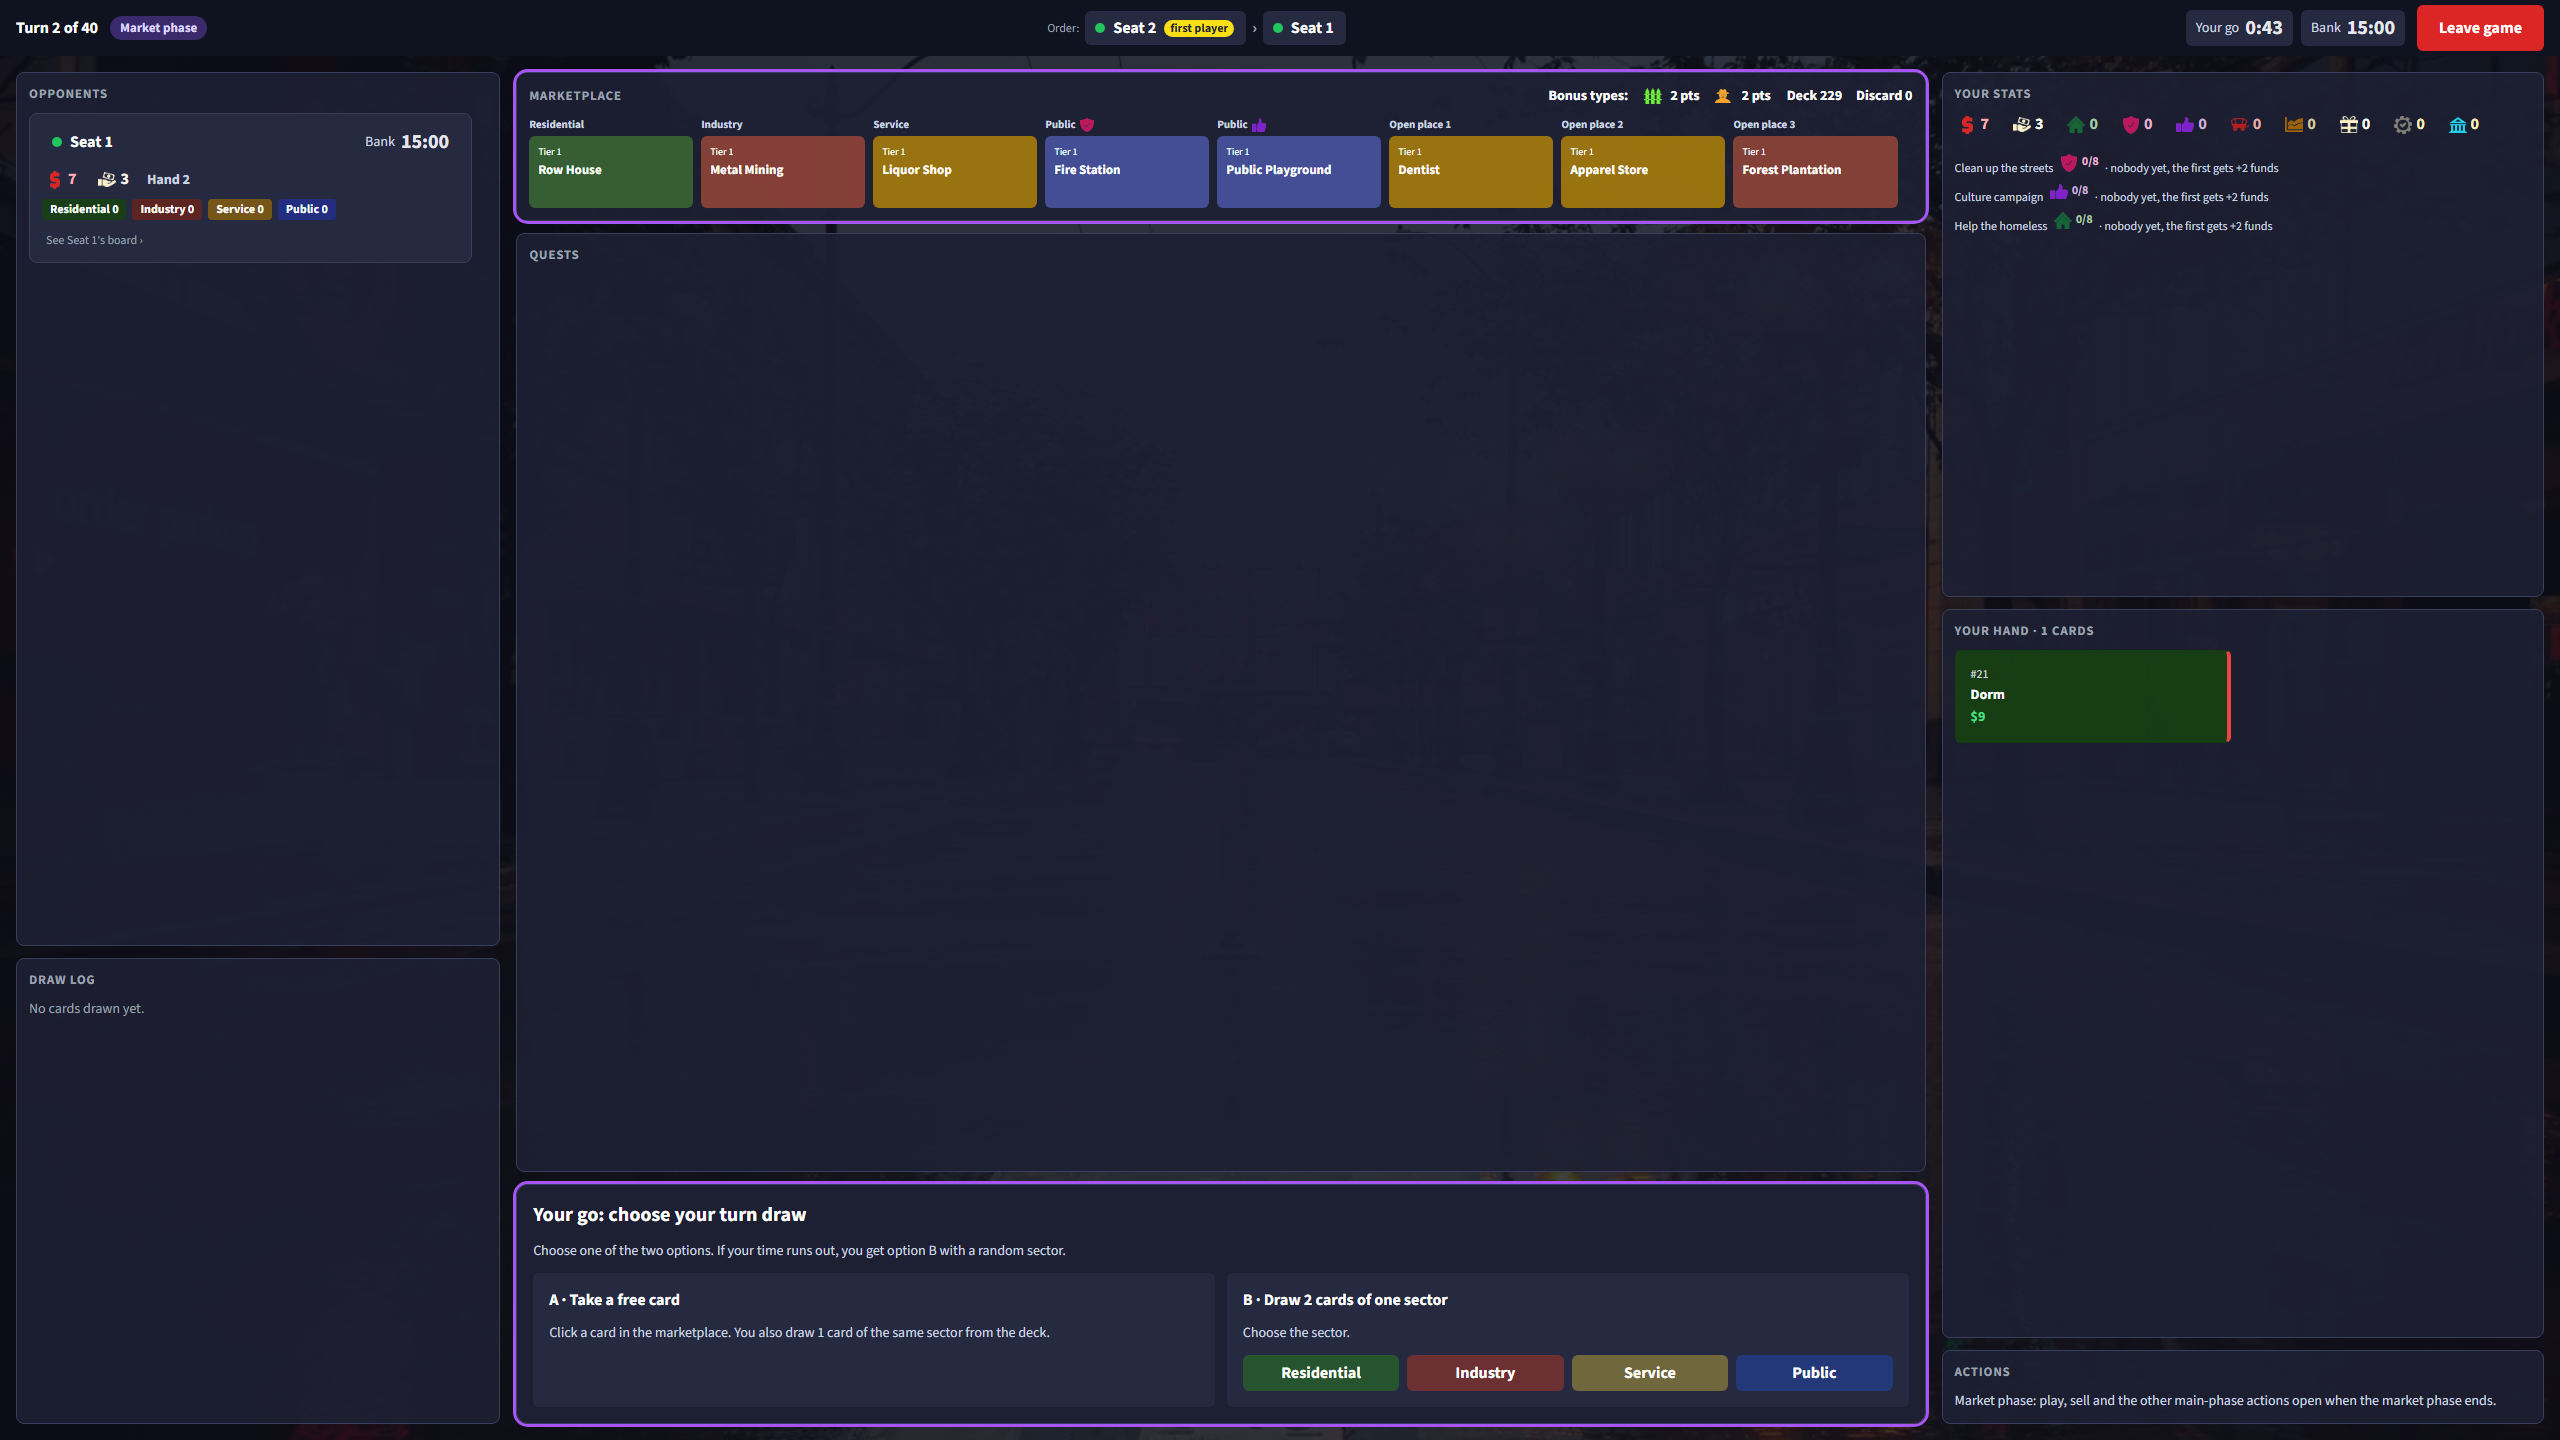 Turn 2 of 40 Market phase Order: Seat 2 first player › Seat 1 Your go 0:43 Bank 15:00 Leave game
OPPONENTS
Seat 1 Bank 15:00
7 3 Hand 2
Residential 0 Industry 0 Service 0 Public 0
See Seat 1's board ›
DRAW LOG
No cards drawn yet.
MARKETPLACE Bonus types: 2 pts 2 pts Deck 229 Discard 0
Residential Industry Service Public Public Open place 1 Open place 2 Open place 3
Tier 1 Tier 1 Tier 1 Tier 1 Tier 1 Tier 1 Tier 1 Tier 1
Row House Metal Mining Liquor Shop Fire Station Public Playground Dentist Apparel Store Forest Plantation
QUESTS
Your go: choose your turn draw
Choose one of the two options. If your time runs out, you get option B with a random sector.
A · Take a free card
Click a card in the marketplace. You also draw 1 card of the same sector from the deck.
B · Draw 2 cards of one sector
Choose the sector.
Residential Industry Service Public
YOUR STATS
7 3 0 0 0 0 0 0 0 0
Clean up the streets 0/8 · nobody yet, the first gets +2 funds
Culture campaign 0/8 · nobody yet, the first gets +2 funds
Help the homeless 0/8 · nobody yet, the first gets +2 funds
YOUR HAND · 1 CARDS
#21
Dorm
$9
ACTIONS
Market phase: play, sell and the other main-phase actions open when the market phase ends.